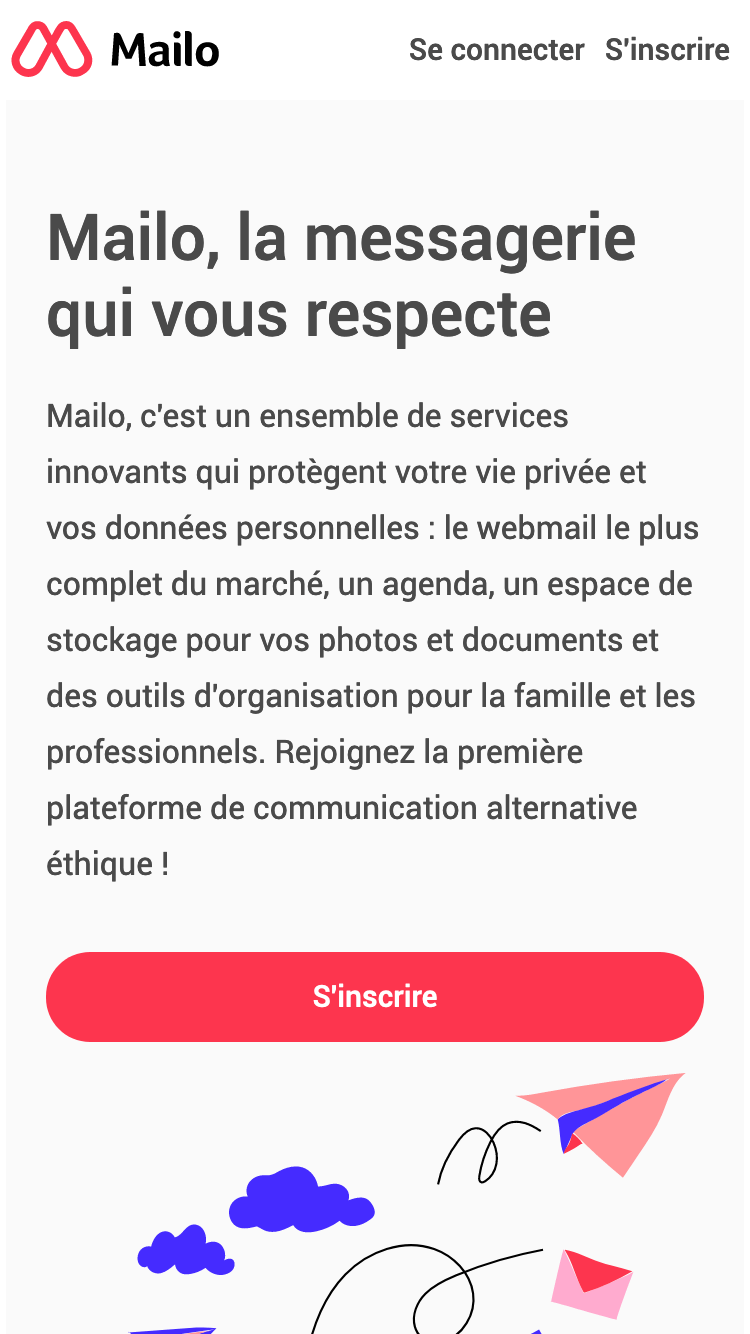 Mailo
Se connecter
S'inscrire
Mailo, la messagerie
qui vous respecte
Mailo, c'est un ensemble de services
innovants qui protègent votre vie privée et
vos données personnelles : le webmail le plus
complet du marché, un agenda, un espace de
stockage pour vos photos et documents et
des outils d'organisation pour la famille et les
professionnels. Rejoignez la première
plateforme de communication alternative
éthique !
S'inscrire